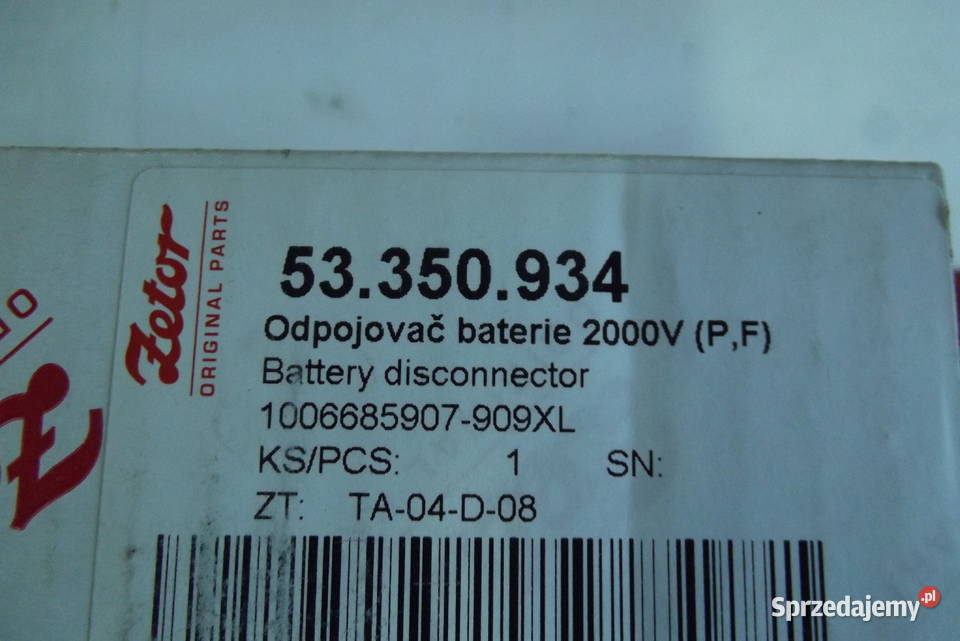 Zetor
ORIGINAL PARTS
53.350.934
Odpojovač baterie 2000V (P,F)
Battery disconnector
1006685907-909XL
KS/PCS: 1 SN:
ZT: TA-04-D-08
Sprzedajemy.pl